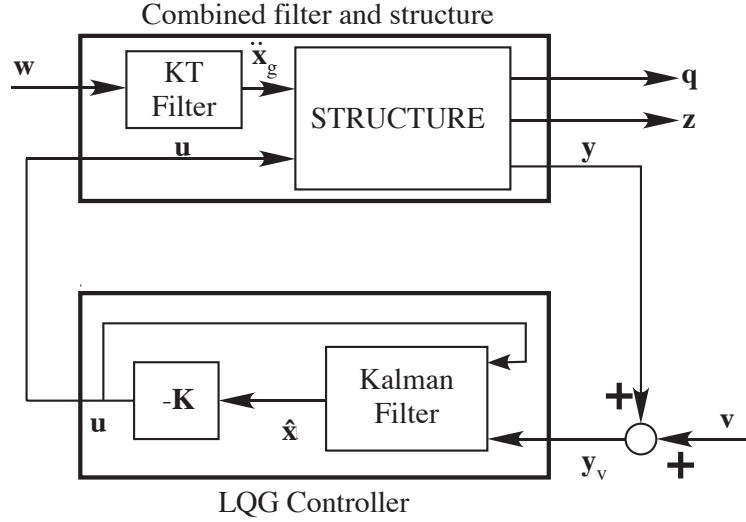 Combined filter and structure
w
KT
Filter
ẍg
STRUCTURE
q
z
u
y
-K
Kalman
Filter
u
x̂
yv
+
+
v
LQG Controller